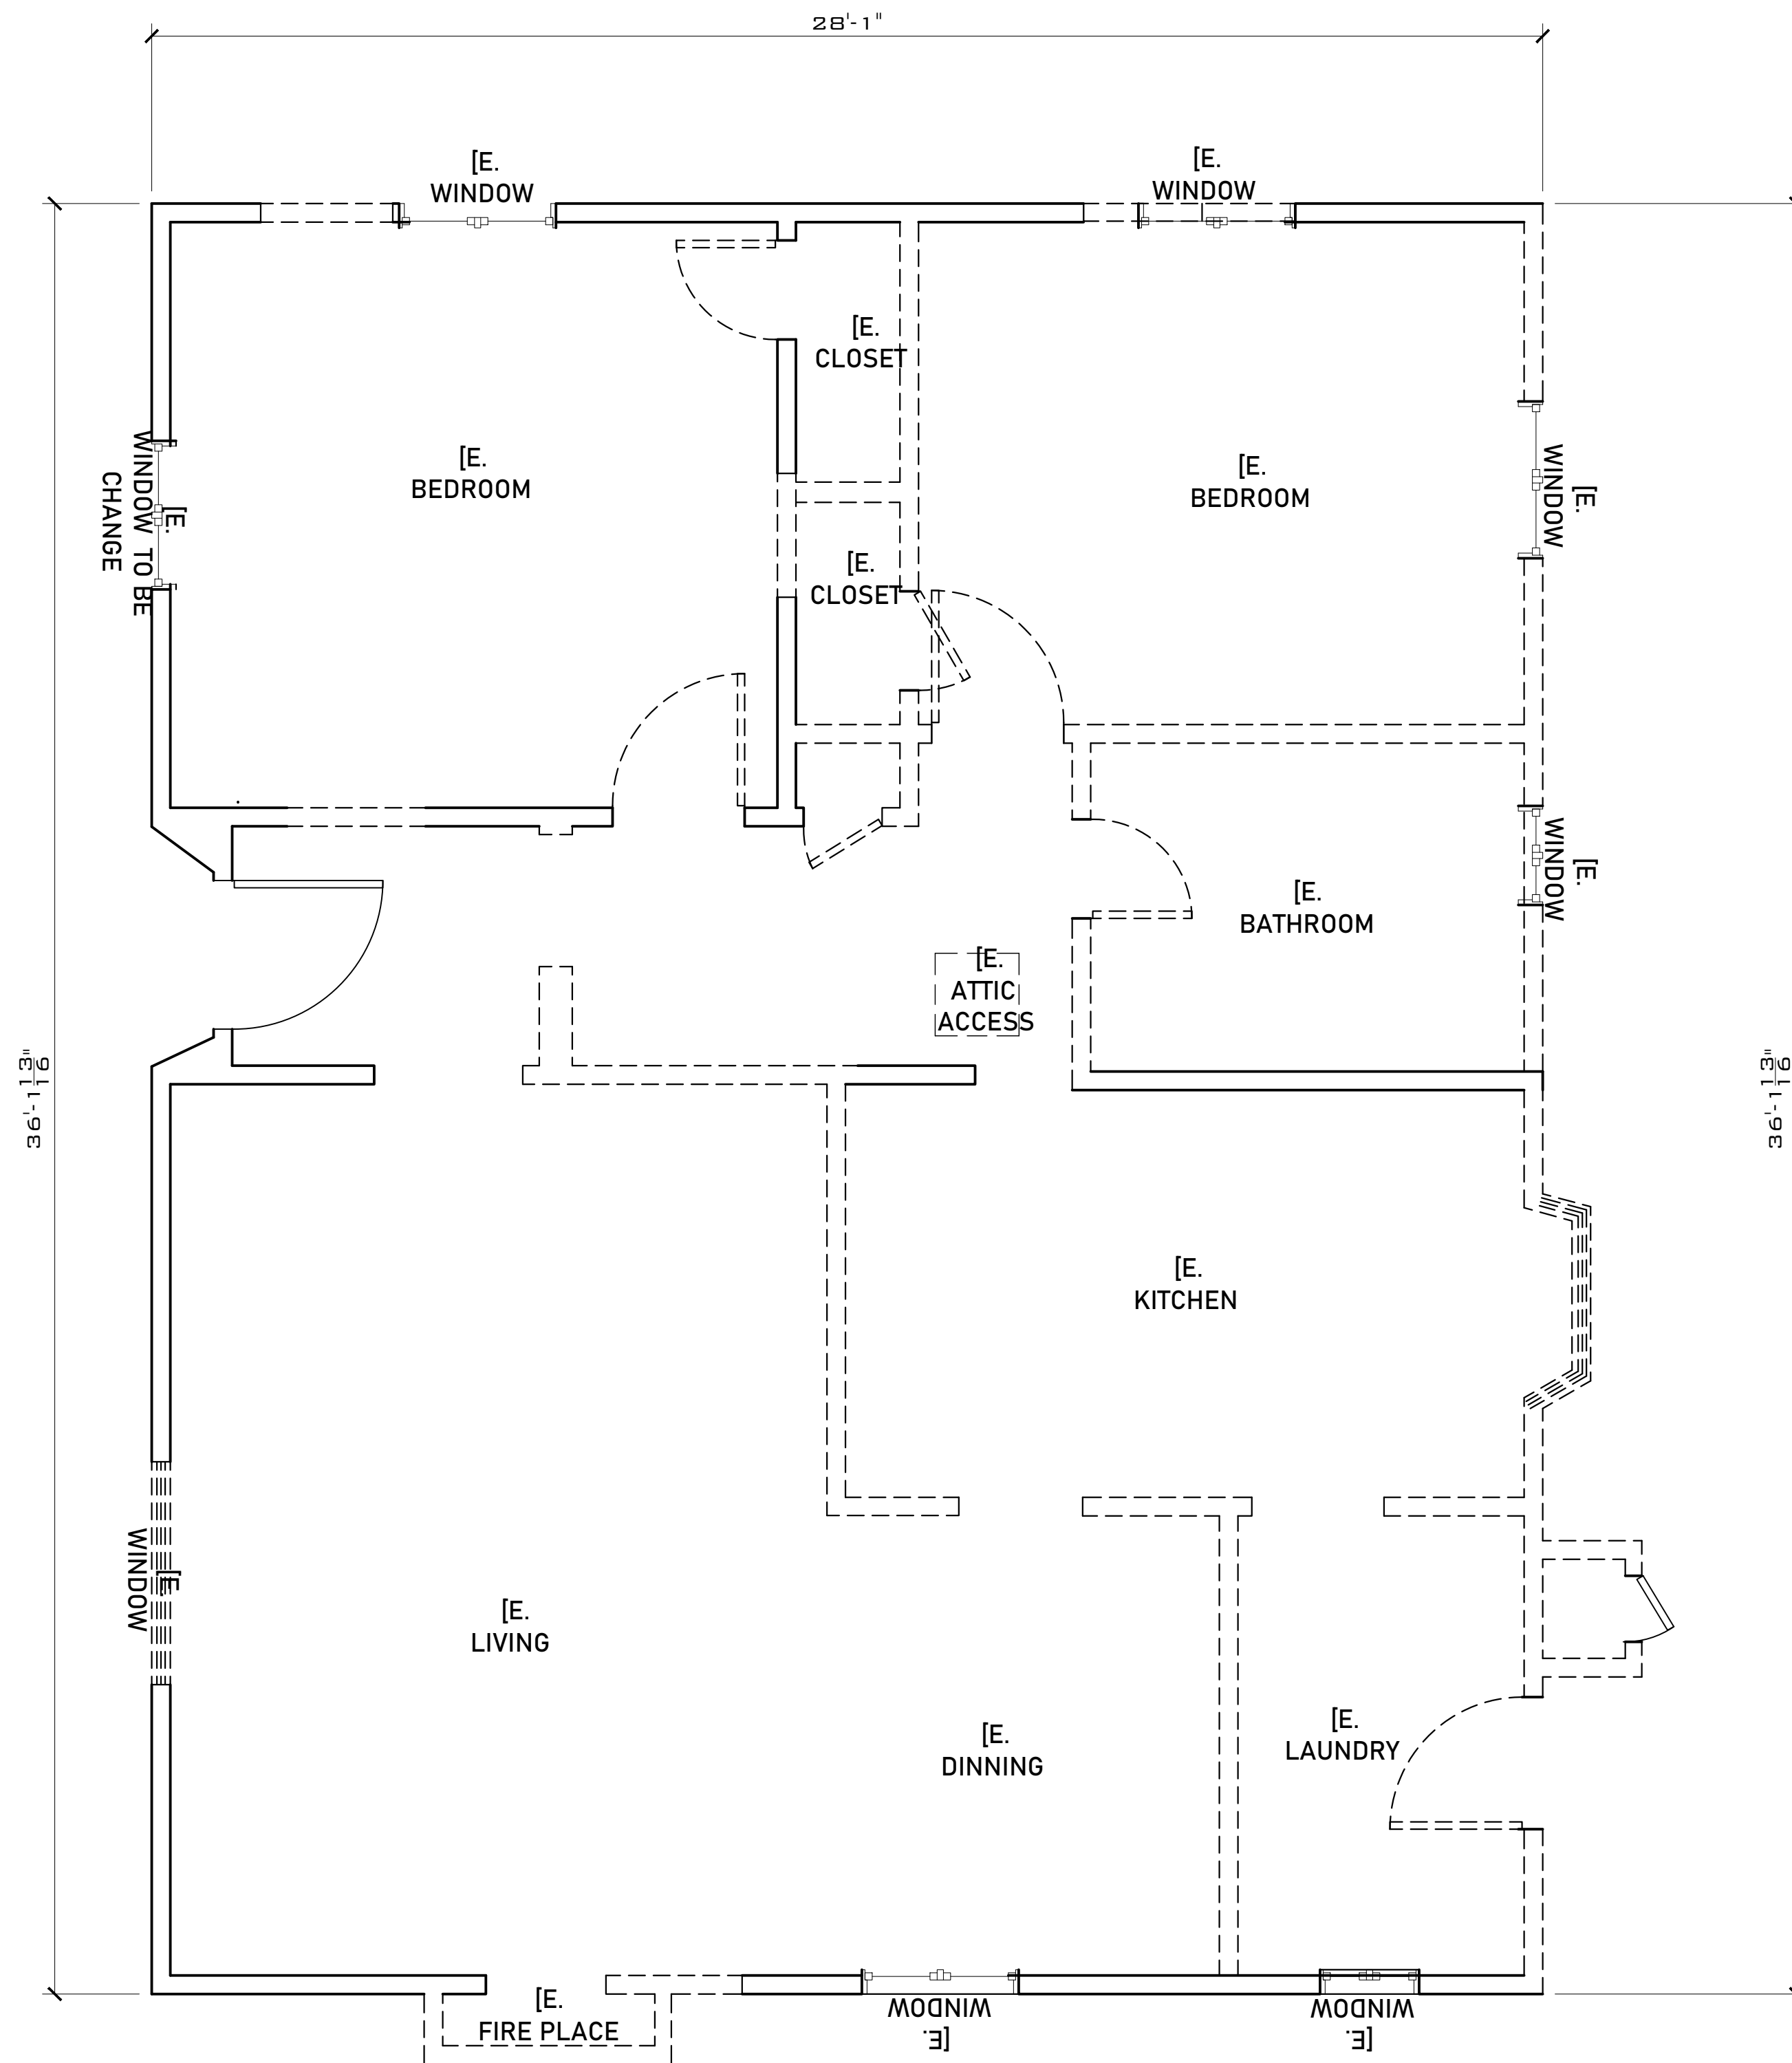 28'-1"
[E.
WINDOW
[E.
WINDOW
[E.
CLOSET
[E.
BEDROOM
[E.
BEDROOM
[E.
WINDOW TO BE
CHANGE
[E.
WINDOW
[E.
CLOSET
[E.
WINDOW
[E.
BATHROOM
[E.
ATTIC
ACCESS
36'-1 13"
16
36'-1 13"
16
[E.
KITCHEN
[E.
WINDOW
[E.
LIVING
[E.
DINNING
[E.
LAUNDRY
[E.
FIRE PLACE
[E.
WINDOW
[E.
WINDOW